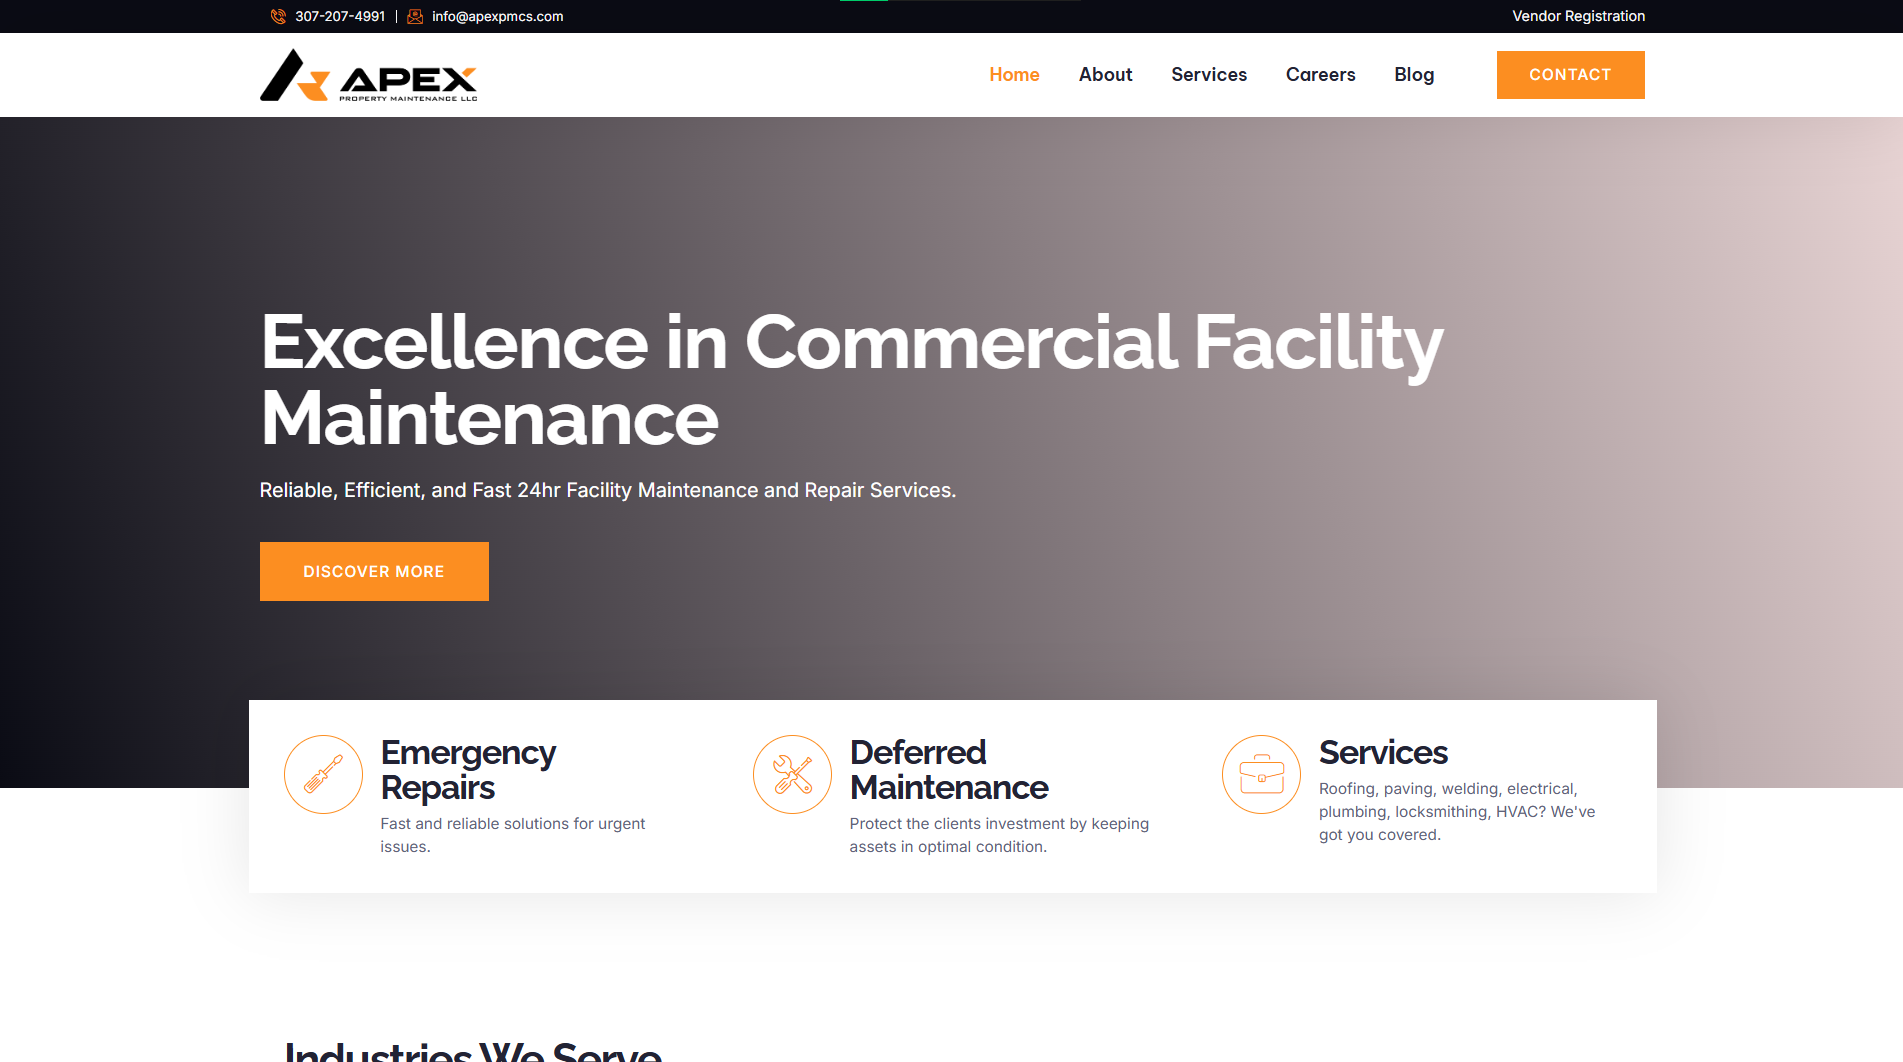 307-207-4991
info@apexpmcs.com
Vendor Registration
APEX
PROPERTY MAINTENANCE LLC
Home
About
Services
Careers
Blog
CONTACT
Excellence in Commercial Facility
Maintenance
Reliable, Efficient, and Fast 24hr Facility Maintenance and Repair Services.
DISCOVER MORE
Emergency
Repairs
Fast and reliable solutions for urgent
issues.
Deferred
Maintenance
Protect the clients investment by keeping
assets in optimal condition.
Services
Roofing, paving, welding, electrical,
plumbing, locksmithing, HVAC? We've
got you covered.
Industries We Serve